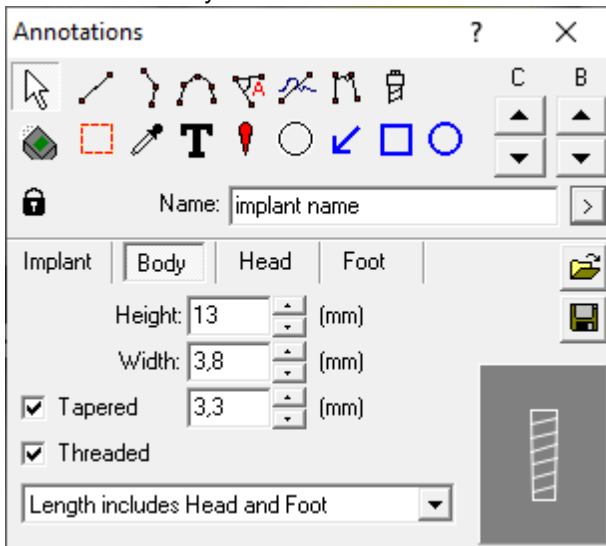 Annotations ?
C B
A
T
Name: implant name >
Implant Body Head Foot
Height: 13 (mm)
Width: 3,8 (mm)
Tapered 3,3 (mm)
Threaded
Length includes Head and Foot